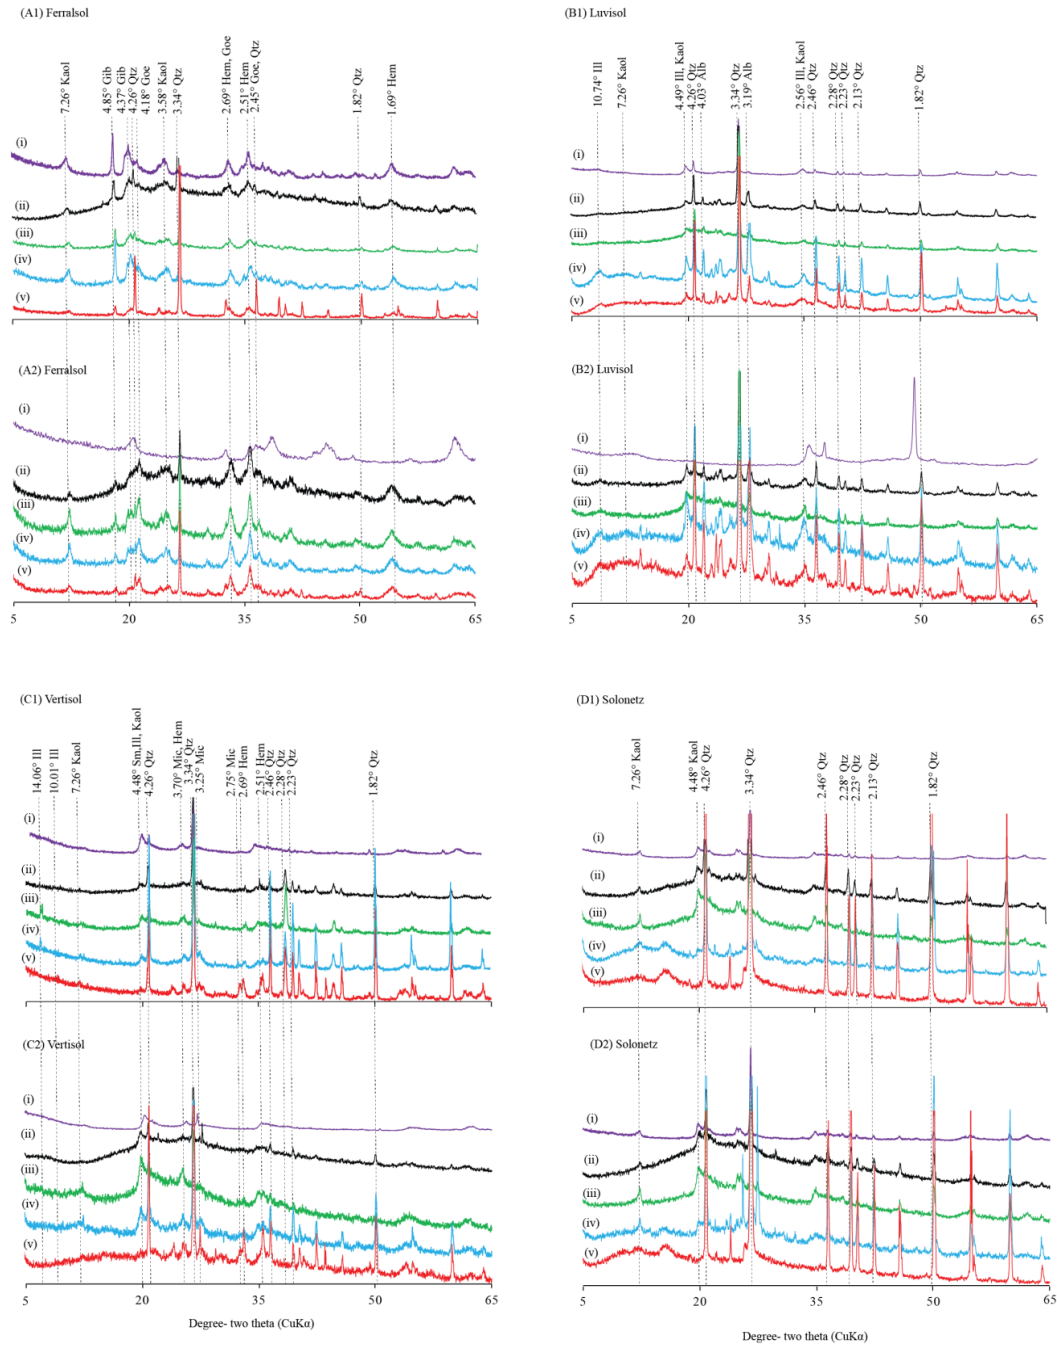 (A1) Ferralsol
7.26° Kaol
4.85° Gib
4.37° Gib
4.26° Qtz
4.18° Goe
3.58° Kaol
3.34° Qtz
2.69° Hem, Goe
2.51° Hem
2.45° Goe, Qtz
1.82° Qtz
1.69° Hem
(i)
(ii)
(iii)
(iv)
(v)
5
20
35
50
65
(A2) Ferralsol
(i)
(ii)
(iii)
(iv)
(v)
5
20
35
50
65
(B1) Luvisol
10.74° Ill
7.26° Kaol
4.49° Ill, Kaol
4.26° Qtz
4.03° Alb
3.34° Qtz
3.19° Alb
2.56° Ill, Kaol
2.46° Qtz
2.28° Qtz
2.23° Qtz
2.13° Qtz
1.82° Qtz
(i)
(ii)
(iii)
(iv)
(v)
(B2) Luvisol
(i)
(ii)
(iii)
(iv)
(v)
5
20
35
50
65
(C1) Vertisol
14.06° Ill
10.01° Ill
7.26° Kaol
4.48° Sm,Ill, Kaol
4.26° Qtz
3.70° Mic, Hem
3.34° Qtz
3.25° Mic
2.75° Mic
2.69° Hem
2.51° Hem
2.46° Qtz
2.28° Qtz
2.23° Qtz
1.82° Qtz
(i)
(ii)
(iii)
(iv)
(v)
(C2) Vertisol
(i)
(ii)
(iii)
(iv)
(v)
5
20
35
50
65
Degree- two theta (CuKα)
(D1) Solonetz
7.26° Kaol
4.48° Kaol
4.26° Qtz
3.34° Qtz
2.46° Qtz
2.28° Qtz
2.23° Qtz
2.13° Qtz
1.82° Qtz
(i)
(ii)
(iii)
(iv)
(v)
(D2) Solonetz
(i)
(ii)
(iii)
(iv)
(v)
5
20
35
50
65
Degree- two theta (CuKα)